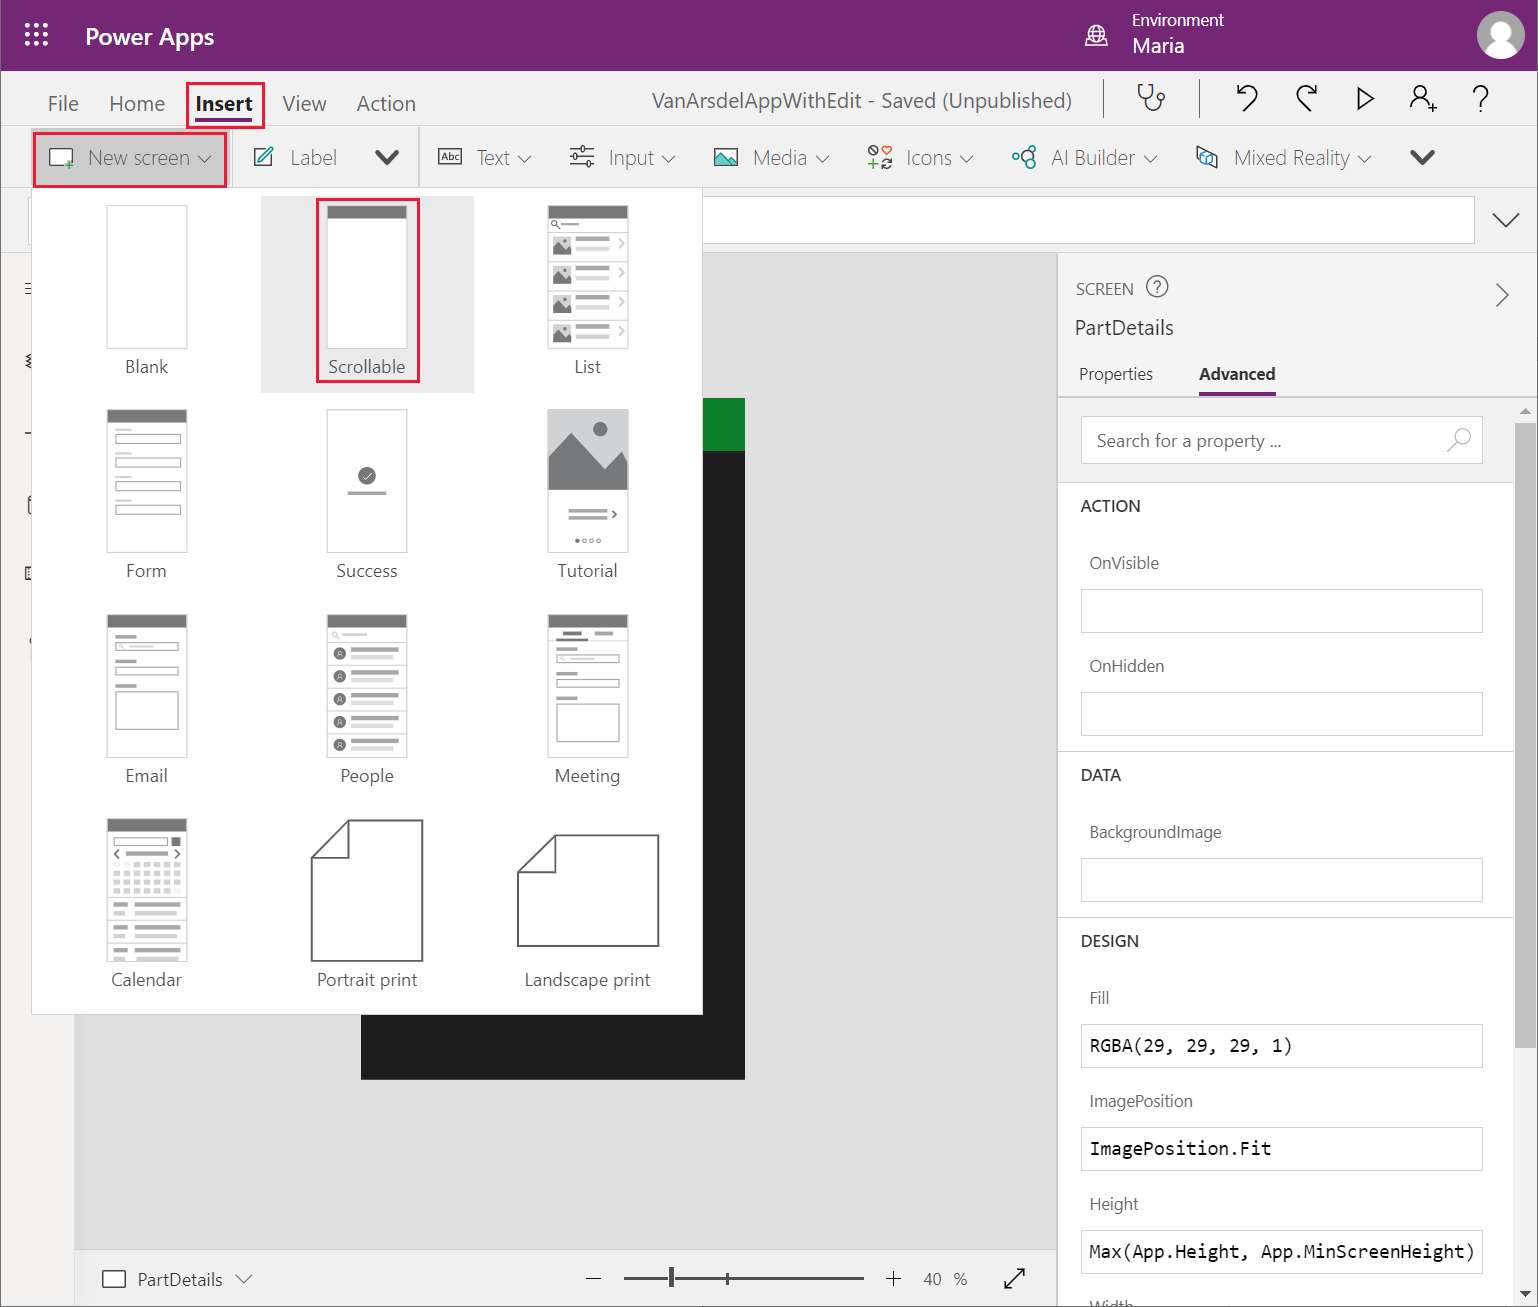 Power Apps
Environment
Maria
File Home Insert View Action
VanArsdelAppWithEdit - Saved (Unpublished)
New screen Label Abc Text Input Media Icons AI Builder Mixed Reality
Blank Scrollable List
Form Success Tutorial
Email People Meeting
Calendar Portrait print Landscape print
SCREEN
PartDetails
Properties Advanced
Search for a property ...
ACTION
OnVisible
OnHidden
DATA
BackgroundImage
DESIGN
Fill
RGBA(29, 29, 29, 1)
ImagePosition
ImagePosition.Fit
Height
Max(App.Height, App.MinScreenHeight)
Width
PartDetails
40 %